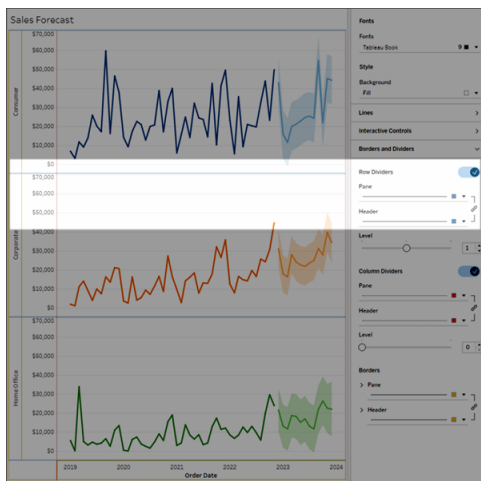 Sales Forecast
$70,000
$60,000
$50,000
$40,000
$30,000
$20,000
$10,000
$0
Consumer
$70,000
$60,000
$50,000
$40,000
$30,000
$20,000
$10,000
$0
Corporate
$70,000
$60,000
$50,000
$40,000
$30,000
$20,000
$10,000
$0
Home Office
2019 2020 2021 2022 2023 2024
Order Date
Fonts
Fonts
Tableau Book 9
Style
Background
Fill
Lines
Interactive Controls
Borders and Dividers
Row Dividers
Pane
Header
Level
1
Column Dividers
Pane
Header
Level
0
Borders
Pane
Header